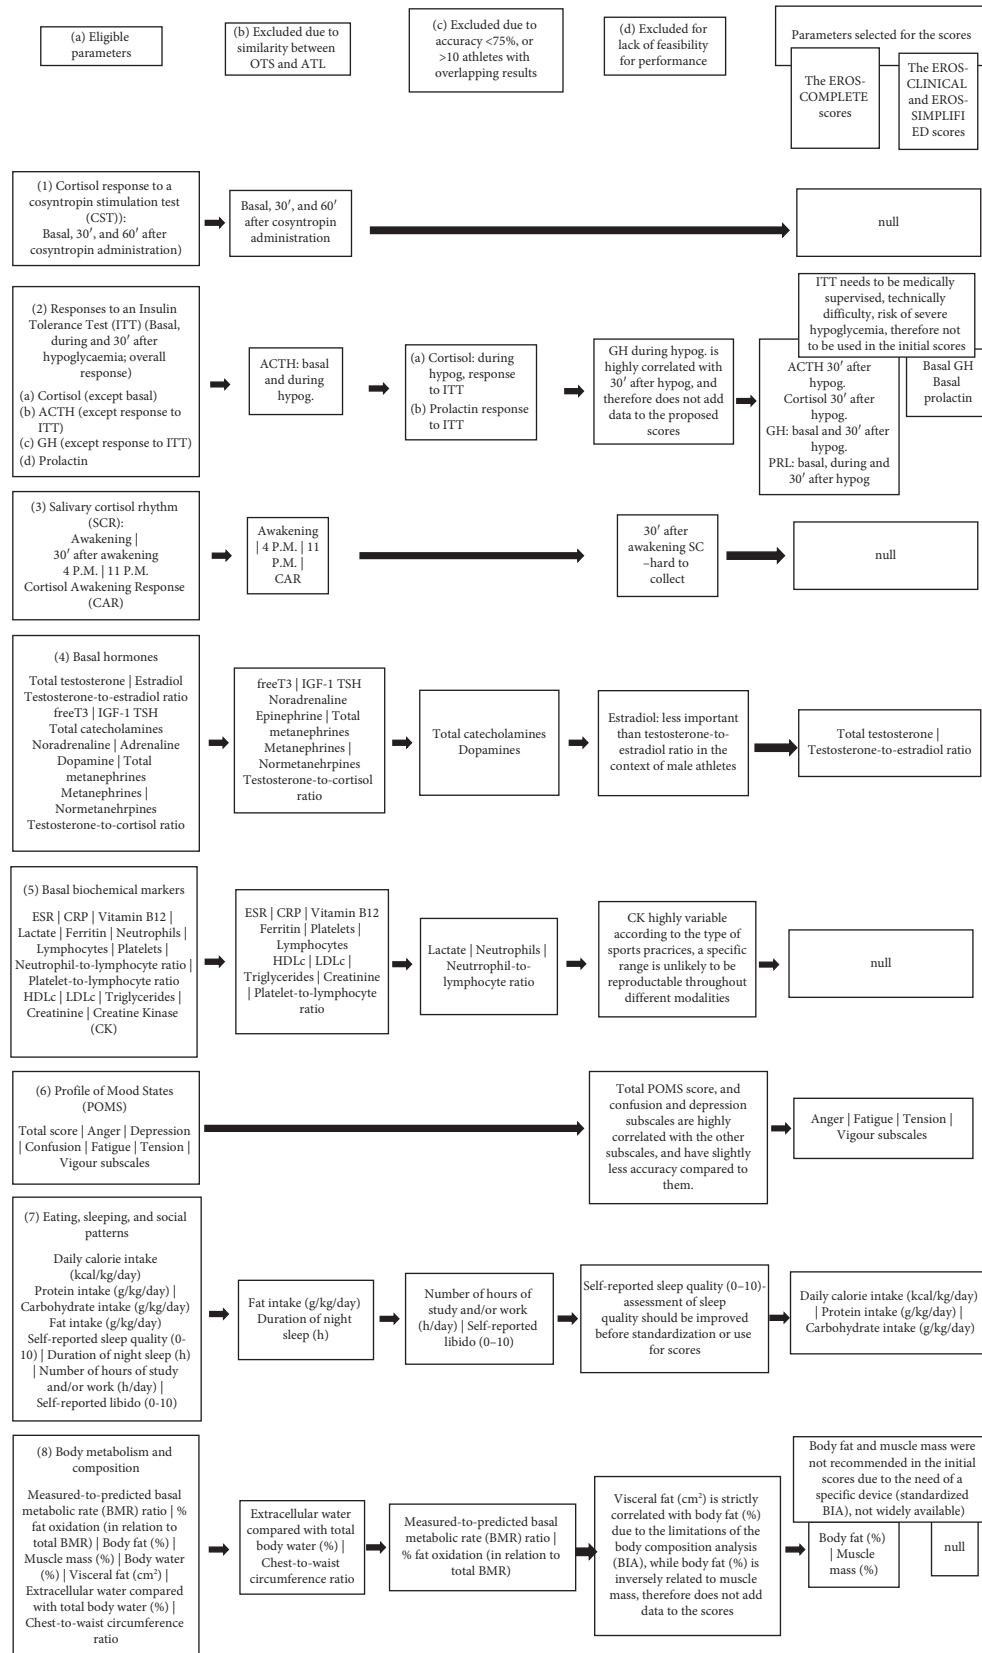 (a) Eligible
parameters
(b) Excluded due to
similarity between
OTS and ATL
(c) Excluded due to
accuracy <75%, or
>10 athletes with
overlapping results
(d) Excluded for
lack of feasibility
for performance
Parameters selected for the scores
The EROS-
COMPLETE
scores
The EROS-
CLINICAL
and EROS-
SIMPLIFI
ED scores
(1) Cortisol response to a
cosyntropin stimulation test
(CST)):
Basal, 30′, and 60′ after
cosyntropin administration)
Basal, 30′, and 60′
after cosyntropin
administration
null
(2) Responses to an Insulin
Tolerance Test (ITT) (Basal,
during and 30′ after
hypoglycaemia; overall
response)
(a) Cortisol (except basal)
(b) ACTH (except response to
ITT)
(c) GH (except response to ITT)
(d) Prolactin
ACTH: basal
and during
hypog.
(a) Cortisol: during
hypog, response
to ITT
(b) Prolactin response
to ITT
GH during hypog. is
highly correlated with
30′ after hypog, and
therefore does not add
data to the proposed
scores
ITT needs to be medically
supervised, technically
difficulty, risk of severe
hypoglycemia, therefore not
to be used in the initial scores
ACTH 30′ after
hypog.
Cortisol 30′ after
hypog.
GH: basal and 30′ after
hypog.
PRL: basal, during and
30′ after hypog
Basal GH
Basal
prolactin
(3) Salivary cortisol rhythm
(SCR):
Awakening |
30′ after awakening
4 P.M. | 11 P.M.
Cortisol Awakening Response
(CAR)
Awakening
| 4 P.M. | 11
P.M. |
CAR
30′ after
awakening SC
–hard to
collect
null
(4) Basal hormones
Total testosterone | Estradiol
Testosterone-to-estradiol ratio
freeT3 | IGF-1 TSH
Total catecholamines
Noradrenaline | Adrenaline
Dopamine | Total
metanephrines
Metanephrines |
Normetanehrpines
Testosterone-to-cortisol ratio
freeT3 | IGF-1 TSH
Noradrenaline
Epinephrine | Total
metanephrines
Metanephrines |
Normetanehrpines
Testosterone-to-cortisol
ratio
Total catecholamines
Dopamines
Estradiol: less important
than testosterone-to-
estradiol ratio in the
context of male athletes
Total testosterone |
Testosterone-to-estradiol ratio
(5) Basal biochemical markers
ESR | CRP | Vitamin B12 |
Lactate | Ferritin | Neutrophils |
Lymphocytes | Platelets |
Neutrophil-to-lymphocyte ratio |
Platelet-to-lymphocyte ratio
HDLc | LDLc | Triglycerides |
Creatinine | Creatine Kinase
(CK)
ESR | CRP | Vitamin B12
Ferritin | Platelets |
Lymphocytes
HDLc | LDLc |
Triglycerides | Creatinine
| Platelet-to-lymphocyte
ratio
Lactate | Neutrophils |
Neutrrophil-to-
lymphocyte ratio
CK highly variable
according to the type of
sports pracrices, a specific
range is unlikely to be
reproductable throughout
different modalities
null
(6) Profile of Mood States
(POMS)
Total score | Anger | Depression
| Confusion | Fatigue | Tension |
Vigour subscales
Total POMS score, and
confusion and depression
subscales are highly
correlated with the other
subscales, and have slightly
less accuracy compared to
them.
Anger | Fatigue | Tension |
Vigour subscales
(7) Eating, sleeping, and social
patterns
Daily calorie intake
(kcal/kg/day)
Protein intake (g/kg/day) |
Carbohydrate intake (g/kg/day)
Fat intake (g/kg/day)
Self-reported sleep quality (0-
10) | Duration of night sleep (h)
| Number of hours of study
and/or work (h/day) |
Self-reported libido (0-10)
Fat intake (g/kg/day)
Duration of night
sleep (h)
Number of hours of
study and/or work
(h/day) | Self-reported
libido (0–10)
Self-reported sleep quality (0–10)-
assessment of sleep
quality should be improved
before standardization or use
for scores
Daily calorie intake (kcal/kg/day)
| Protein intake (g/kg/day) |
Carbohydrate intake (g/kg/day)
(8) Body metabolism and
composition
Measured-to-predicted basal
metabolic rate (BMR) ratio | %
fat oxidation (in relation to
total BMR) | Body fat (%) |
Muscle mass (%) | Body water
(%) | Visceral fat (cm²) |
Extracellular water compared
with total body water (%) |
Chest-to-waist circumference
ratio
Extracellular water
compared with total
body water (%) |
Chest-to-waist
circumference ratio
Measured-to-predicted basal
metabolic rate (BMR) ratio |
% fat oxidation (in relation
to total BMR)
Visceral fat (cm²) is strictly
correlated with body fat (%)
due to the limitations of the
body composition analysis
(BIA), while body fat (%) is
inversely related to muscle
mass, therefore does not add
data to the scores
Body fat and muscle mass were
not recommended in the initial
scores due to the need of a
specific device (standardized
BIA), not widely available)
Body fat (%)
| Muscle
mass (%)
null